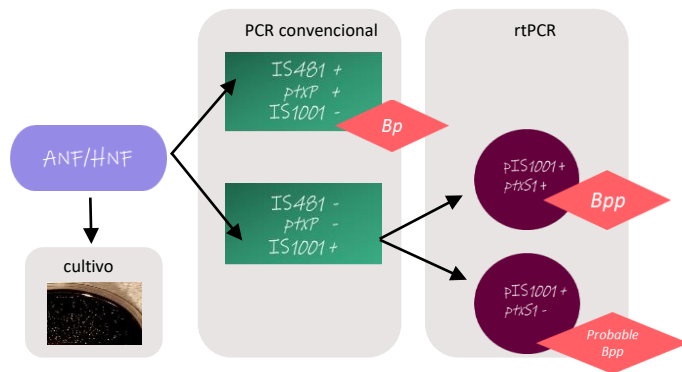 PCR convencional
rtPCR
IS481 +
ptxP +
IS1001 -
Bp
ANF/HNF
IS481 -
ptxP -
IS1001 +
pIS1001 +
ptxS1 +
Bpp
cultivo
pIS1001 +
ptxS1 -
Probable
Bpp